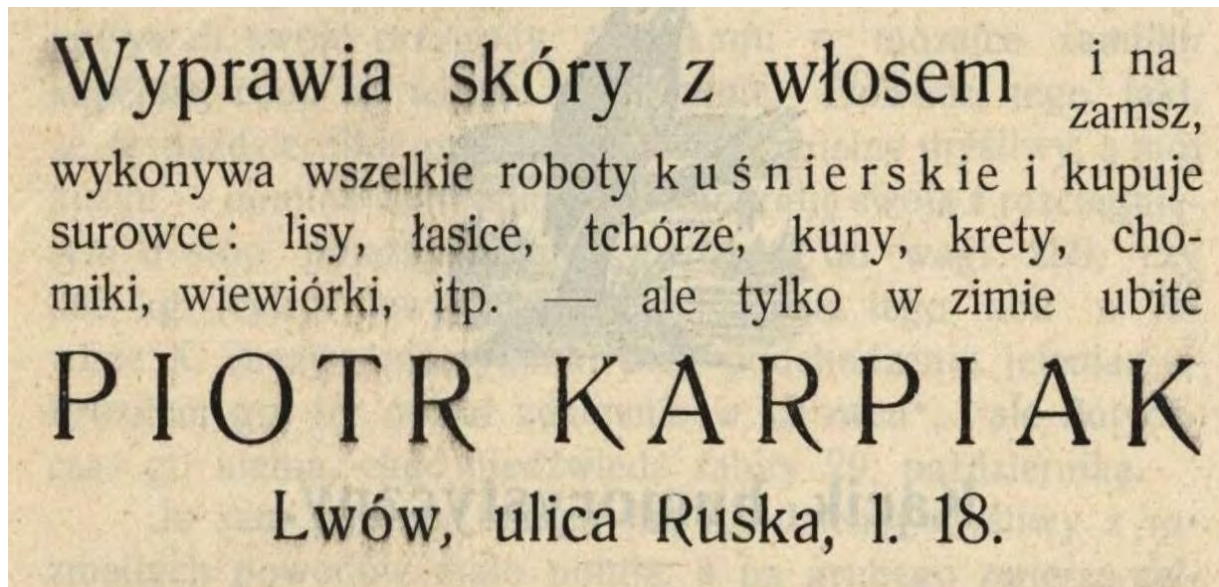 Wyprawia skóry z włosem i na zamsz,
wykonywa wszelkie roboty kuśnierskie i kupuje
surowce: lisy, łasice, tchórze, kuny, krety, cho-
miki, wiewiórki, itp. — ale tylko w zimie ubite
PIOTR KARPIAK
Lwów, ulica Ruska, l. 18.